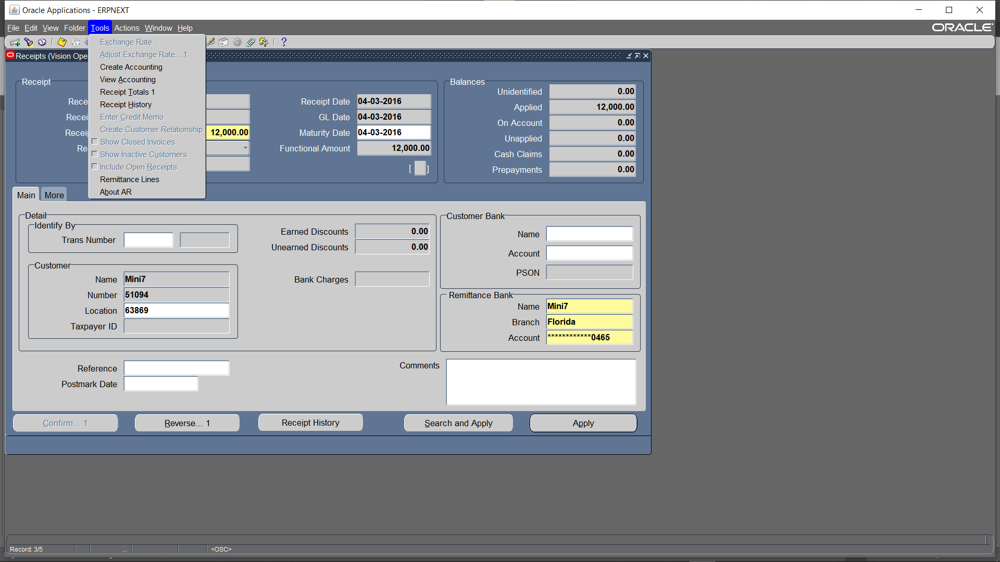 Oracle Applications - ERPNEXT
File Edit View Folder Tools Actions Window Help
ORACLE
Exchange Rate
Adjust Exchange Rate... 1
Create Accounting
View Accounting
Receipt Totals 1
Receipt History
Enter Credit Memo
Create Customer Relationship
Show Closed Invoices
Show Inactive Customers
Include Open Receipts
Remittance Lines
About AR
Receipts (Vision Ope
Receipt
Rece
Recei
Receip
12,000.00
Re
Receipt Date 04-03-2016
GL Date 04-03-2016
Maturity Date 04-03-2016
Functional Amount 12,000.00
[ ]
Balances
Unidentified 0.00
Applied 12,000.00
On Account 0.00
Unapplied 0.00
Cash Claims 0.00
Prepayments 0.00
Main More
Detail
Identify By
Trans Number
Customer
Name Mini7
Number 51094
Location 63869
Taxpayer ID
Earned Discounts 0.00
Unearned Discounts 0.00
Bank Charges
Customer Bank
Name
Account
PSON
Remittance Bank
Name Mini7
Branch Florida
Account ************0465
Reference
Postmark Date
Comments
Confirm... 1 Reverse... 1 Receipt History Search and Apply Apply
Record: 3/5 ... <OSC>